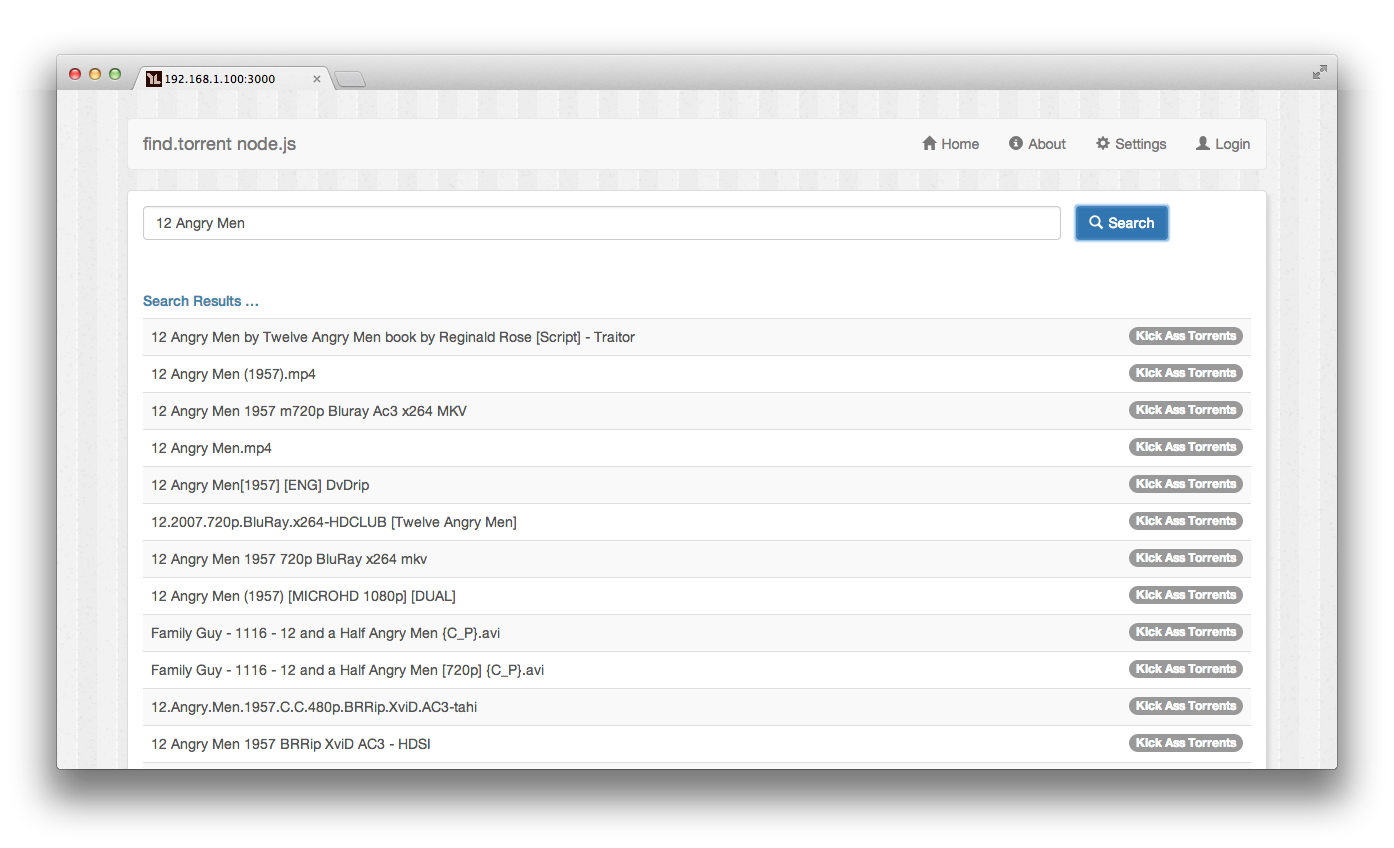 192.168.1.100:3000
find.torrent node.js
Home
About
Settings
Login
12 Angry Men
Search
Search Results ...
12 Angry Men by Twelve Angry Men book by Reginald Rose [Script] - Traitor Kick Ass Torrents
12 Angry Men (1957).mp4 Kick Ass Torrents
12 Angry Men 1957 m720p Bluray Ac3 x264 MKV Kick Ass Torrents
12 Angry Men.mp4 Kick Ass Torrents
12 Angry Men[1957] [ENG] DvDrip Kick Ass Torrents
12.2007.720p.BluRay.x264-HDCLUB [Twelve Angry Men] Kick Ass Torrents
12 Angry Men 1957 720p BluRay x264 mkv Kick Ass Torrents
12 Angry Men (1957) [MICROHD 1080p] [DUAL] Kick Ass Torrents
Family Guy - 1116 - 12 and a Half Angry Men {C_P}.avi Kick Ass Torrents
Family Guy - 1116 - 12 and a Half Angry Men [720p] {C_P}.avi Kick Ass Torrents
12.Angry.Men.1957.C.C.480p.BRRip.XviD.AC3-tahi Kick Ass Torrents
12 Angry Men 1957 BRRip XviD AC3 - HDSI Kick Ass Torrents